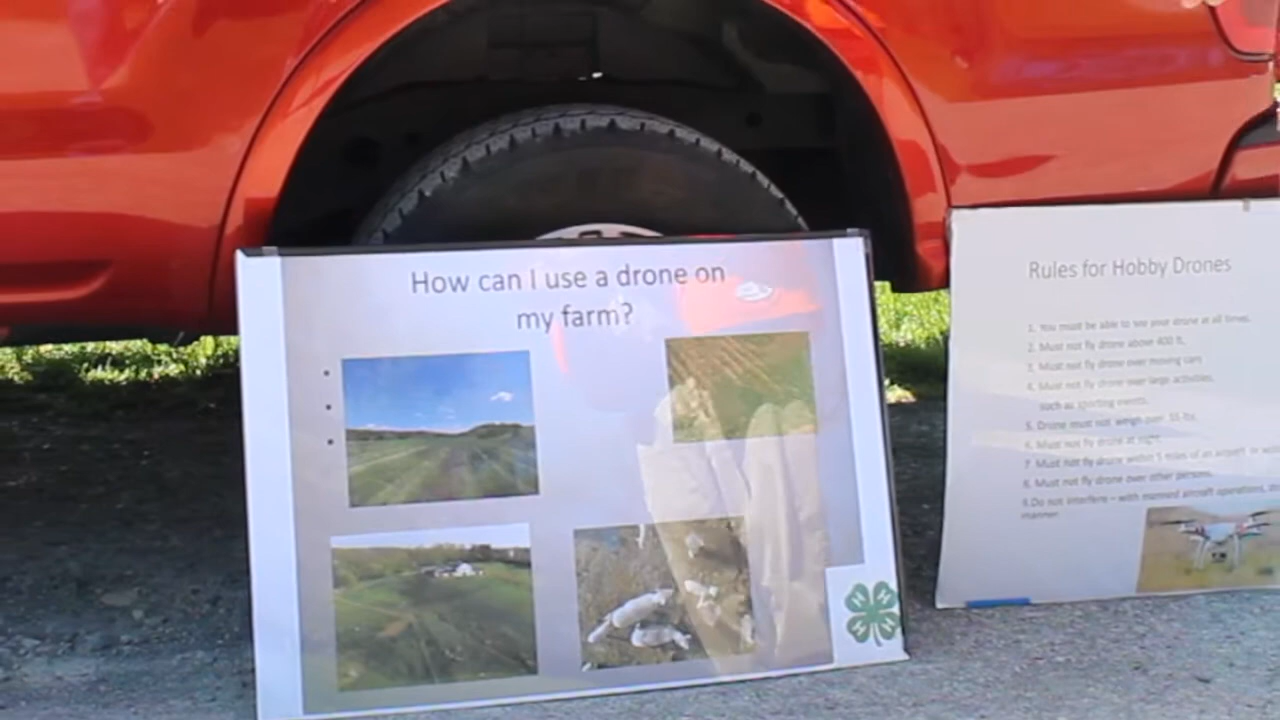 How can I use a drone on
my farm?
H H
H H
Rules for Hobby Drones
1. You must be able to see your drone at all times.
2. Must not fly drone above 400 ft.
3. Must not fly drone over moving cars
4. Must not fly drone over large activities,
such as sporting events.
5. Drone must not weigh over 55 lbs.
6. Must not fly drone at night.
7. Must not fly drone within 5 miles of an airport or
8. Must not fly drone over other persons.
9.Do not interfere – with manned aircraft operations,
manner.